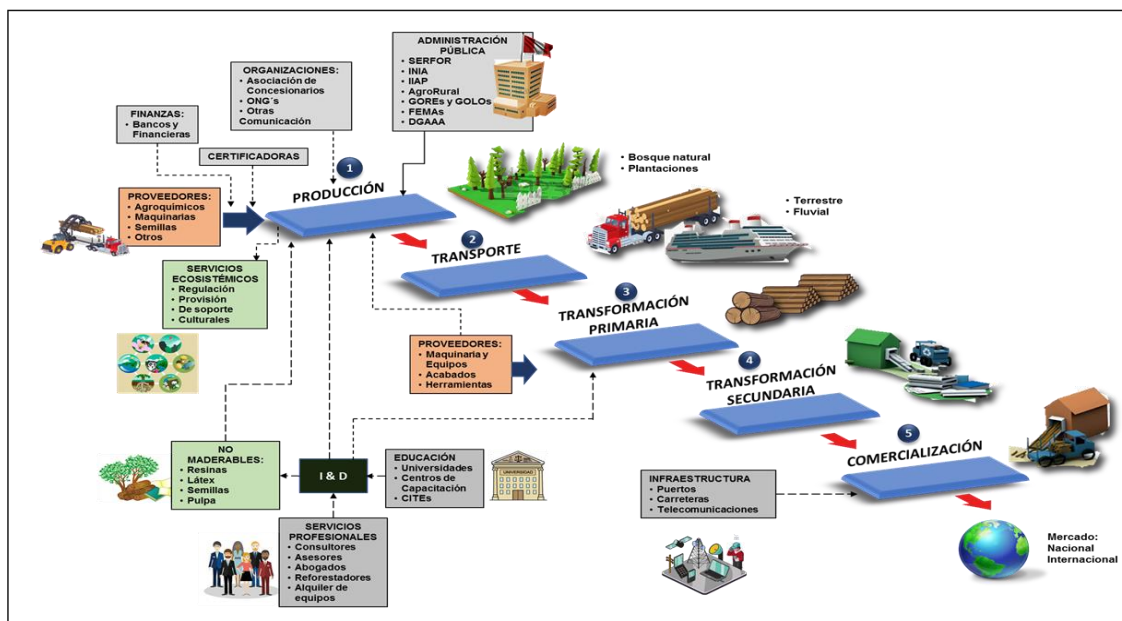 ADMINISTRACIÓN
PÚBLICA
• SERFOR
• INIA
• IIAP
• AgroRural
• GOREs y GOLOs
• FEMAs
• DGAAA
ORGANIZACIONES:
• Asociación de
Concesionarios
• ONG´s
• Otras
Comunicación
FINANZAS:
• Bancos y
Financieras
CERTIFICADORAS
PROVEEDORES:
• Agroquimicos
• Maquinarias
• Semillas
• Otros
1
PRODUCCIÓN
• Bosque natural
• Plantaciones
2
TRANSPORTE
• Terrestre
• Fluvial
SERVICIOS
ECOSISTÉMICOS
• Regulación
• Provisión
• De soporte
• Culturales
3
TRANSFORMACIÓN
PRIMARIA
PROVEEDORES:
• Maquinaria y
Equipos
• Acabados
• Herramientas
4
TRANSFORMACIÓN
SECUNDARIA
5
COMERCIALIZACIÓN
NO
MADERABLES:
• Resinas
• Látex
• Semillas
• Pulpa
I & D
EDUCACIÓN
• Universidades
• Centros de
Capacitación
• CITEs
UNIVERSIDAD
INFRAESTRUCTURA
• Puertos
• Carreteras
• Telecomunicaciones
SERVICIOS
PROFESIONALES
• Consultores
• Asesores
• Abogados
• Reforestadores
• Alquiler de
equipos
Mercado:
Nacional
Internacional